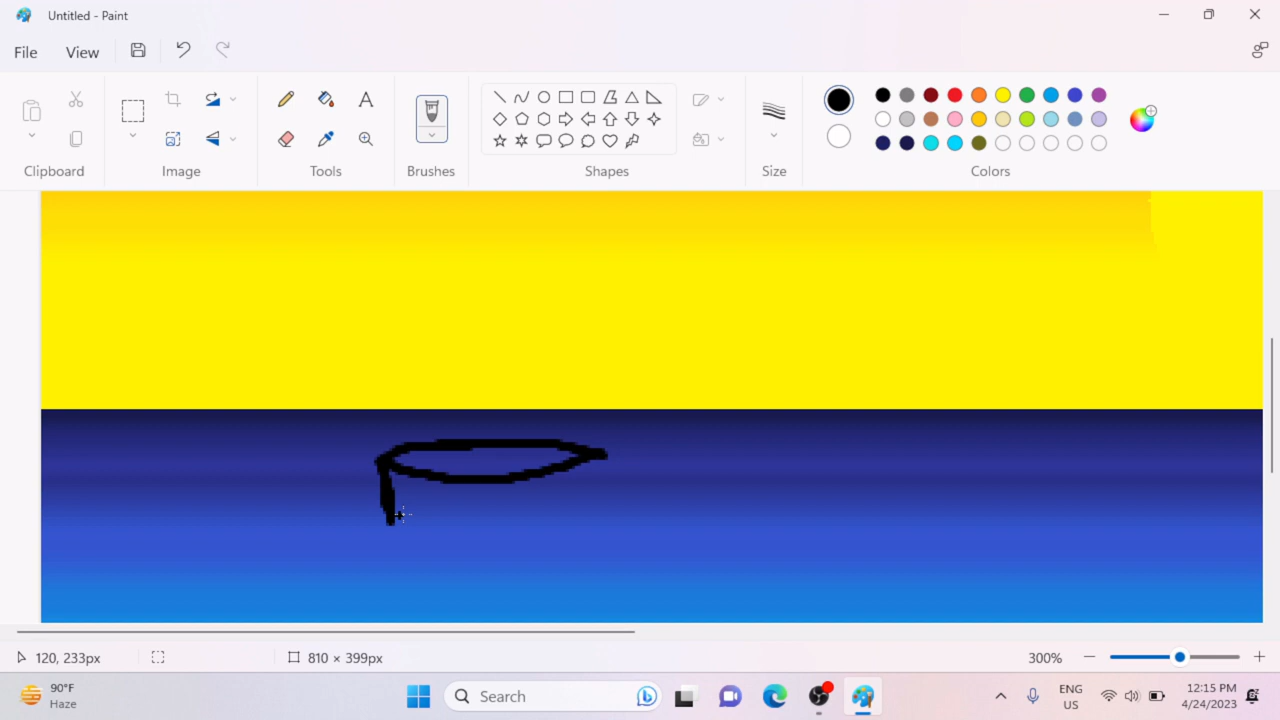 Untitled - Paint
File View
Clipboard Image Tools Brushes Shapes Size Colors
120, 233px 810 × 399px 300%
90°F
Haze
Search
ENG
US
12:15 PM
4/24/2023